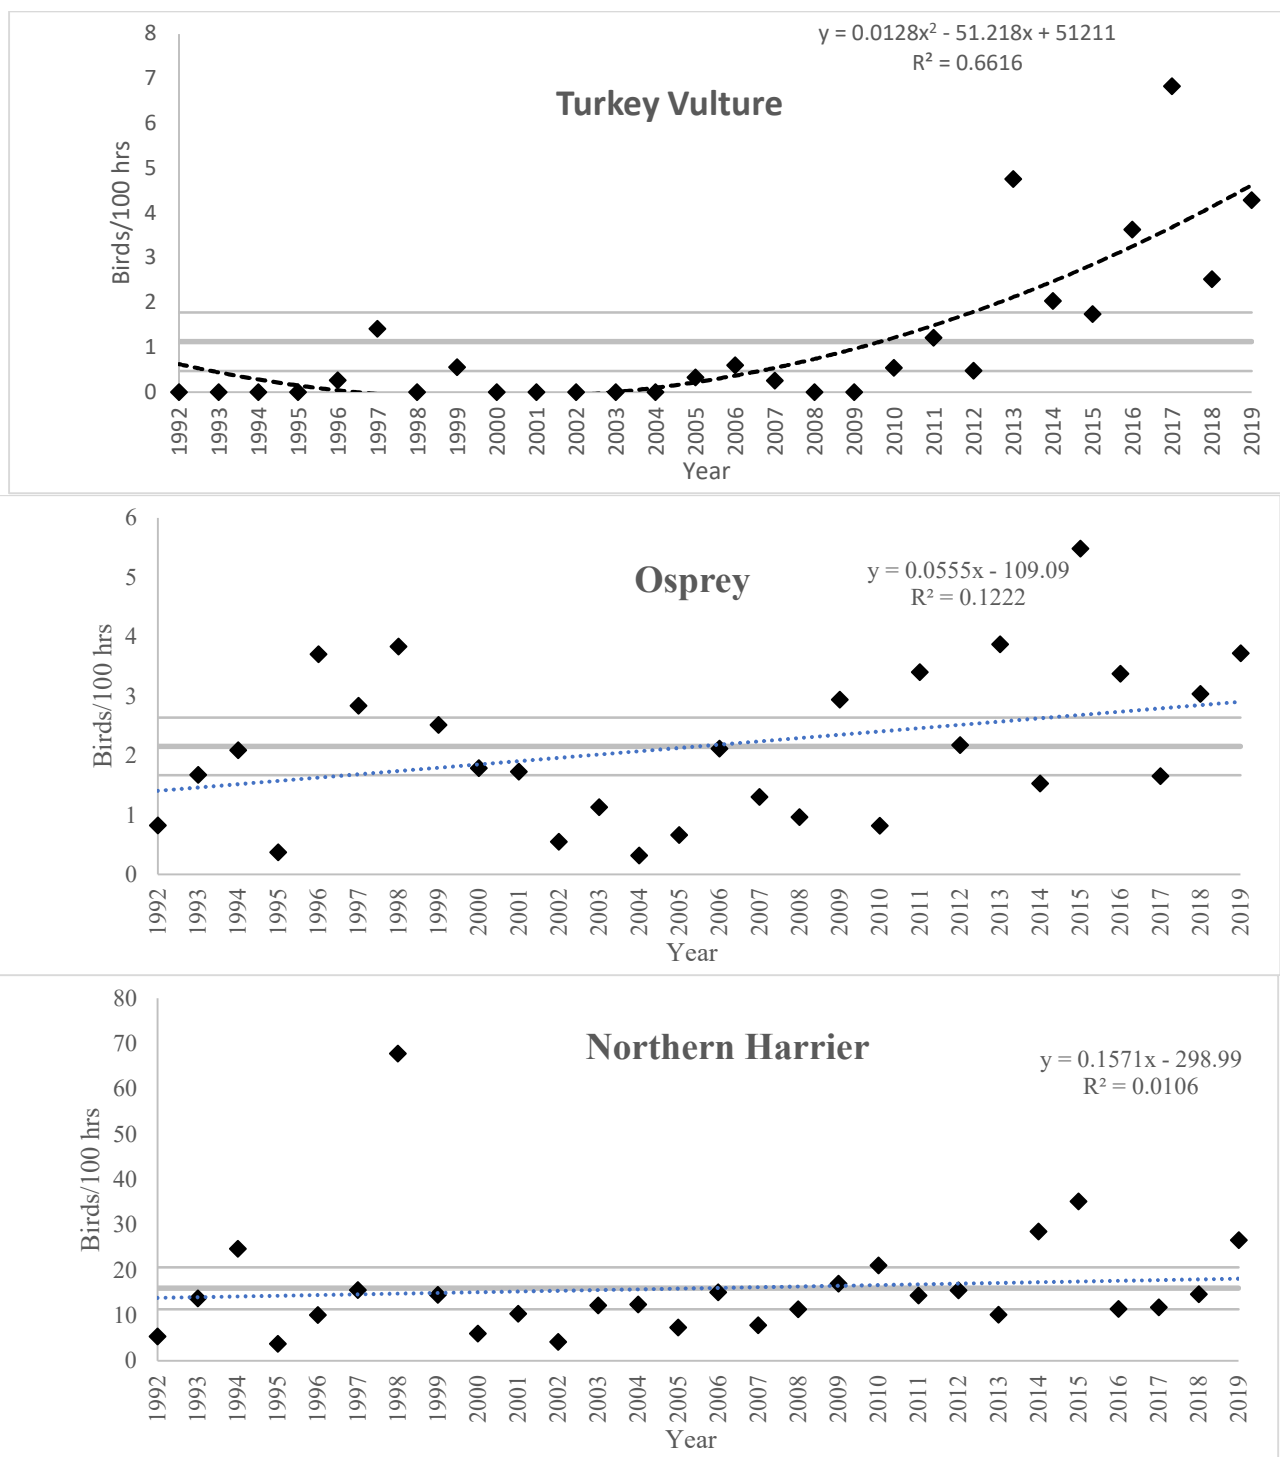 y = 0.0128x² - 51.218x + 51211
R² = 0.6616
Turkey Vulture
Birds/100 hrs
8
7
6
5
4
3
2
1
0
1992 1993 1994 1995 1996 1997 1998 1999 2000 2001 2002 2003 2004 2005 2006 2007 2008 2009 2010 2011 2012 2013 2014 2015 2016 2017 2018 2019
Year
Osprey
y = 0.0555x - 109.09
R² = 0.1222
Birds/100 hrs
6
5
4
3
2
1
0
1992 1993 1994 1995 1996 1997 1998 1999 2000 2001 2002 2003 2004 2005 2006 2007 2008 2009 2010 2011 2012 2013 2014 2015 2016 2017 2018 2019
Year
Northern Harrier
y = 0.1571x - 298.99
R² = 0.0106
Birds/100 hrs
80
70
60
50
40
30
20
10
0
1992 1993 1994 1995 1996 1997 1998 1999 2000 2001 2002 2003 2004 2005 2006 2007 2008 2009 2010 2011 2012 2013 2014 2015 2016 2017 2018 2019
Year